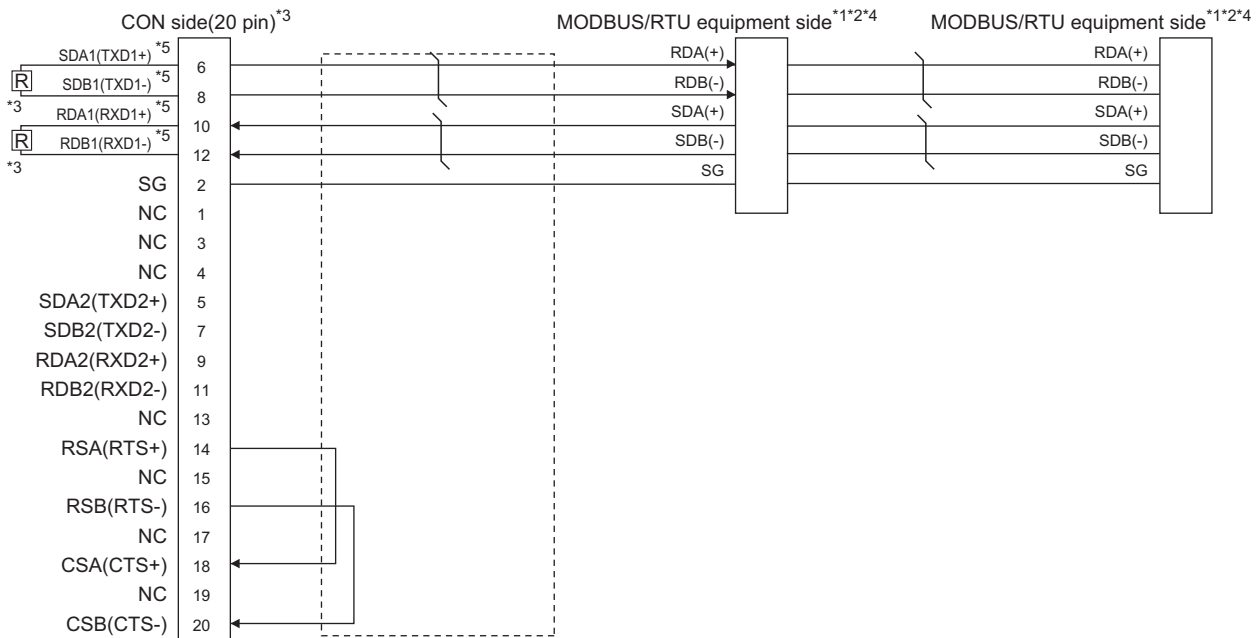 CON side(20 pin)*3 MODBUS/RTU equipment side*1*2*4 MODBUS/RTU equipment side*1*2*4
SDA1(TXD1+) *5 6 RDA(+) RDA(+)
R SDB1(TXD1-) *5 8 RDB(-) RDB(-)
*3 RDA1(RXD1+) *5 10 SDA(+) SDA(+)
R RDB1(RXD1-) *5 12 SDB(-) SDB(-)
*3
SG 2 SG SG
NC 1
NC 3
NC 4
SDA2(TXD2+) 5
SDB2(TXD2-) 7
RDA2(RXD2+) 9
RDB2(RXD2-) 11
NC 13
RSA(RTS+) 14
NC 15
RSB(RTS-) 16
NC 17
CSA(CTS+) 18
NC 19
CSB(CTS-) 20